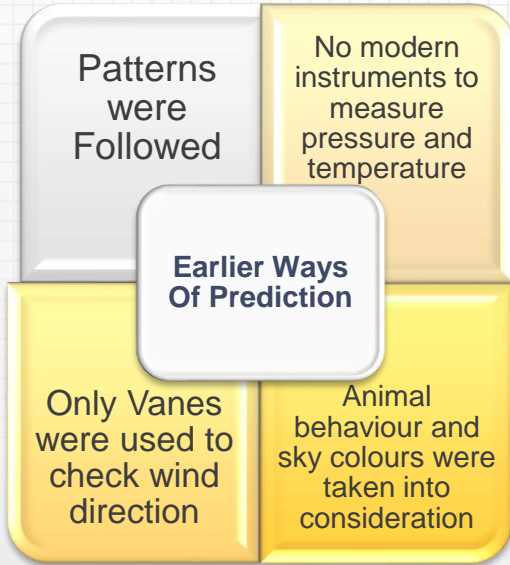 Patterns
were
Followed
No modern
instruments to
measure
pressure and
temperature
Earlier Ways
Of Prediction
Only Vanes
were used to
check wind
direction
Animal
behaviour and
sky colours were
taken into
consideration